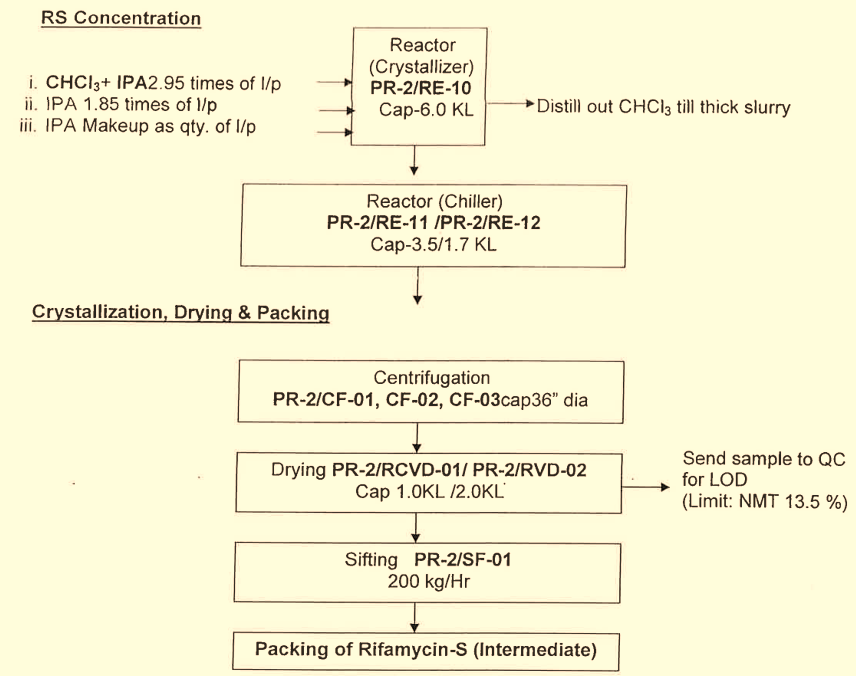 RS Concentration
Reactor
(Crystallizer)
PR-2/RE-10
Cap-6.0 KL
i. CHCl₃+ IPA2.95 times of I/p
ii. IPA 1.85 times of I/p
iii. IPA Makeup as qty. of I/p
Distill out CHCl₃ till thick slurry
Reactor (Chiller)
PR-2/RE-11 /PR-2/RE-12
Cap-3.5/1.7 KL
Crystallization, Drying & Packing
Centrifugation
PR-2/CF-01, CF-02, CF-03cap36" dia
Drying PR-2/RCVD-01/ PR-2/RVD-02
Cap 1.0KL /2.0KL
Send sample to QC
for LOD
(Limit: NMT 13.5 %)
Sifting PR-2/SF-01
200 kg/Hr
Packing of Rifamycin-S (Intermediate)